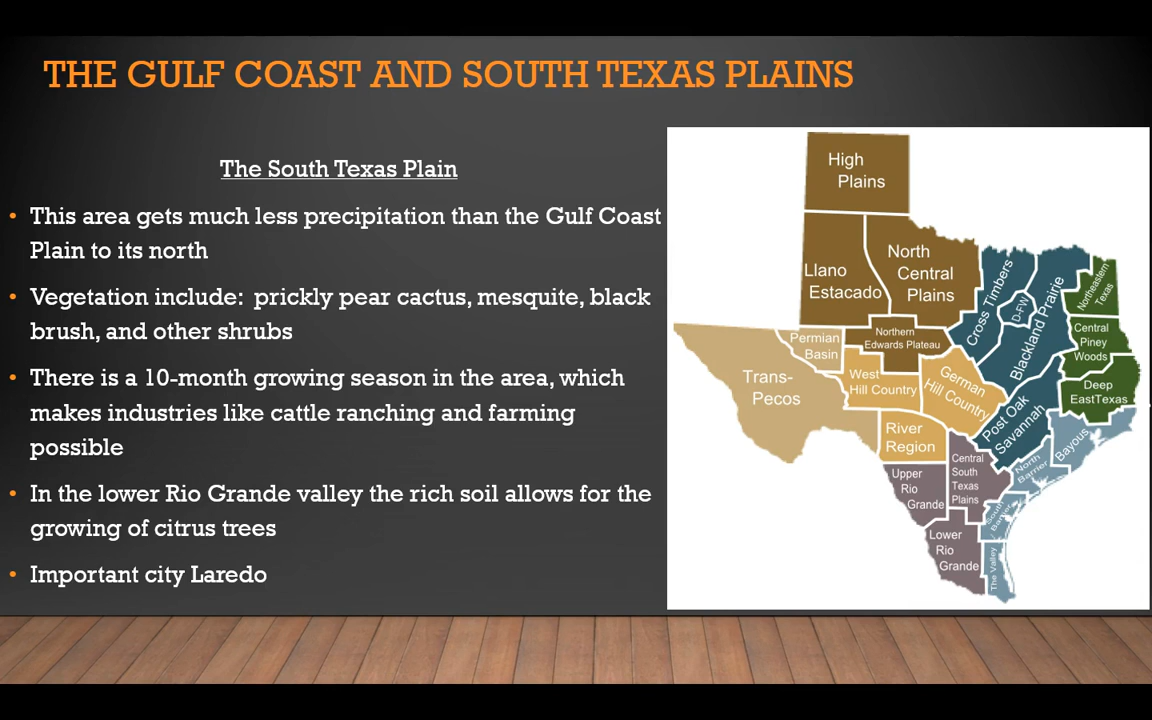 THE GULF COAST AND SOUTH TEXAS PLAINS
The South Texas Plain
• This area gets much less precipitation than the Gulf Coast
Plain to its north
• Vegetation include:  prickly pear cactus, mesquite, black
brush, and other shrubs
• There is a 10-month growing season in the area, which
makes industries like cattle ranching and farming
possible
• In the lower Rio Grande valley the rich soil allows for the
growing of citrus trees
• Important city Laredo
High
Plains
Llano
Estacado
North
Central
Plains
Cross Timbers
D-FW
Blackland Prairie
Northeastern
Texas
Central
Piney
Woods
Deep
EastTexas
Northern
Edwards Plateau
Permian
Basin
Trans-
Pecos
West
Hill Country
German
Hill Country
Post Oak
Savannah
River
Region
Bayous
North
Barrier
Central
South
Texas
Plains
Upper
Rio
Grande
South
Barrier
Lower
Rio
Grande
The Valley